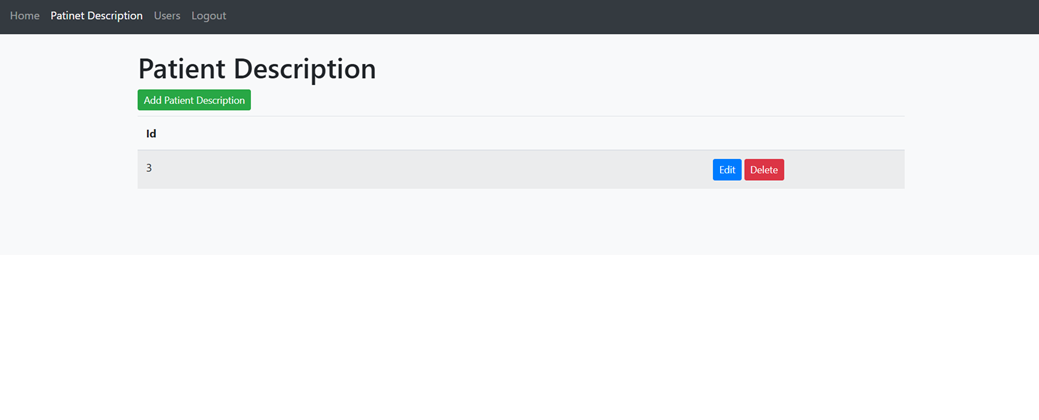 Home Patinet Description Users Logout
Patient Description
Add Patient Description
Id
3 Edit Delete